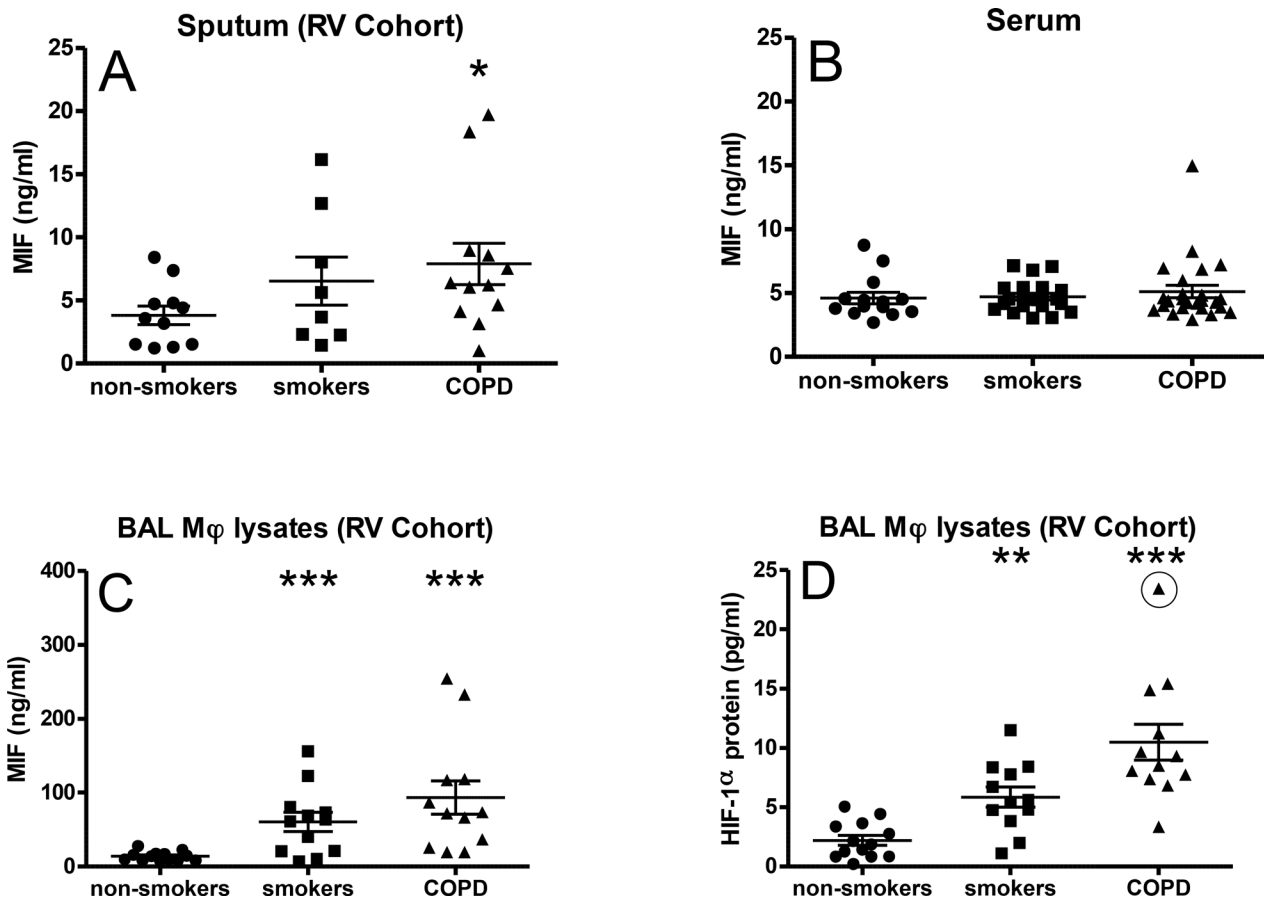 Sputum (RV Cohort)
A
*
MIF (ng/ml)
25
20
15
10
5
0
non-smokers smokers COPD
Serum
B
MIF (ng/ml)
25
20
15
10
5
0
non-smokers smokers COPD
BAL Mφ lysates (RV Cohort)
C
*** ***
MIF (ng/ml)
400
300
200
100
0
non-smokers smokers COPD
BAL Mφ lysates (RV Cohort)
D
** ***
HIF-1α protein (pg/ml)
25
20
15
10
5
0
non-smokers smokers COPD